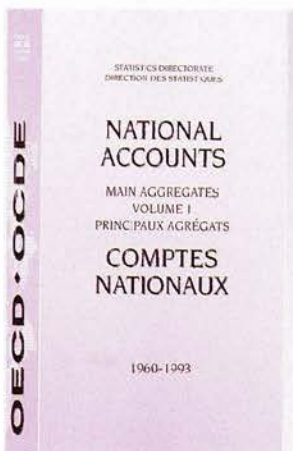 STATISTICS DIRECTORATE
DIRECTION DES STATISTIQUES
NATIONAL
ACCOUNTS
MAIN AGGREGATES
VOLUME I
PRINCIPAUX AGRÉGATS
COMPTES
NATIONAUX
1960-1993
OECD • OCDE